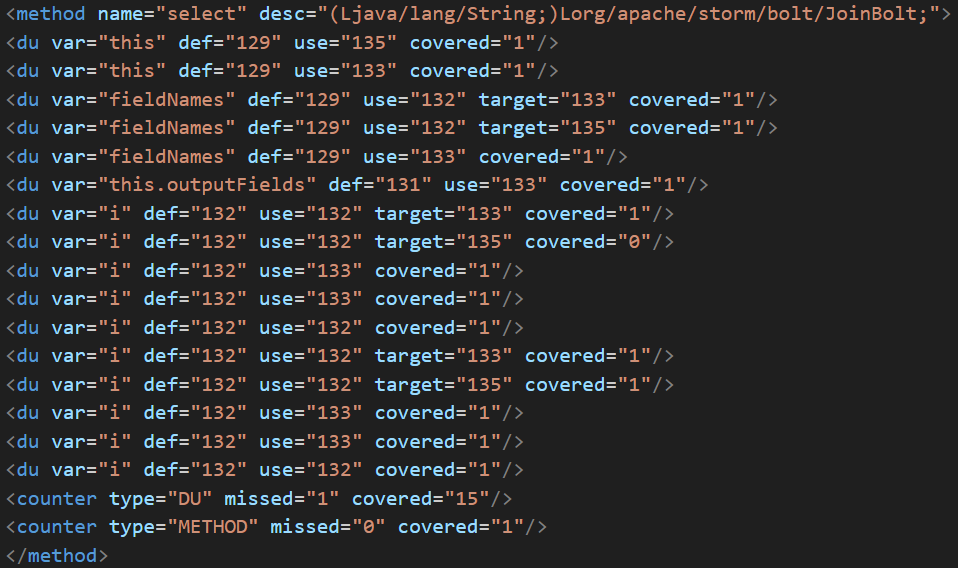 <method name="select" desc="(Ljava/lang/String;)Lorg/apache/storm/bolt/JoinBolt;">
<du var="this" def="129" use="135" covered="1"/>
<du var="this" def="129" use="133" covered="1"/>
<du var="fieldNames" def="129" use="132" target="133" covered="1"/>
<du var="fieldNames" def="129" use="132" target="135" covered="1"/>
<du var="fieldNames" def="129" use="133" covered="1"/>
<du var="this.outputFields" def="131" use="133" covered="1"/>
<du var="i" def="132" use="132" target="133" covered="1"/>
<du var="i" def="132" use="132" target="135" covered="0"/>
<du var="i" def="132" use="133" covered="1"/>
<du var="i" def="132" use="133" covered="1"/>
<du var="i" def="132" use="132" covered="1"/>
<du var="i" def="132" use="132" target="133" covered="1"/>
<du var="i" def="132" use="132" target="135" covered="1"/>
<du var="i" def="132" use="133" covered="1"/>
<du var="i" def="132" use="133" covered="1"/>
<du var="i" def="132" use="132" covered="1"/>
<counter type="DU" missed="1" covered="15"/>
<counter type="METHOD" missed="0" covered="1"/>
</method>